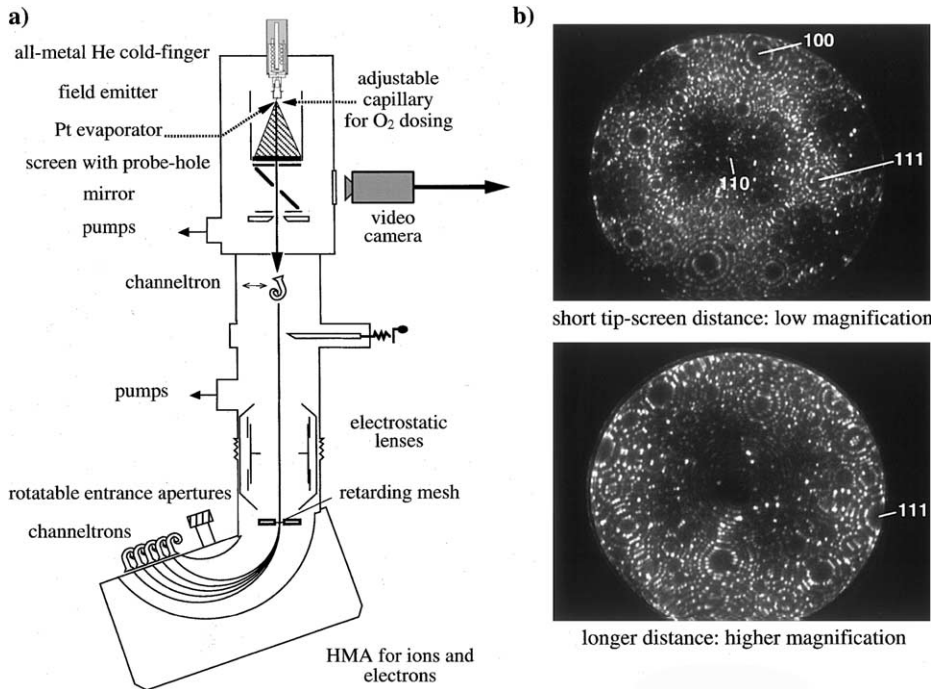 a)
all-metal He cold-finger
field emitter
Pt evaporator
screen with probe-hole
mirror
pumps
adjustable
capillary
for O₂ dosing
video
camera
channeltron
pumps
electrostatic
lenses
rotatable entrance apertures
channeltrons
retarding mesh
HMA for ions and
electrons
b)
100
111
110
short tip-screen distance: low magnification
111
longer distance: higher magnification